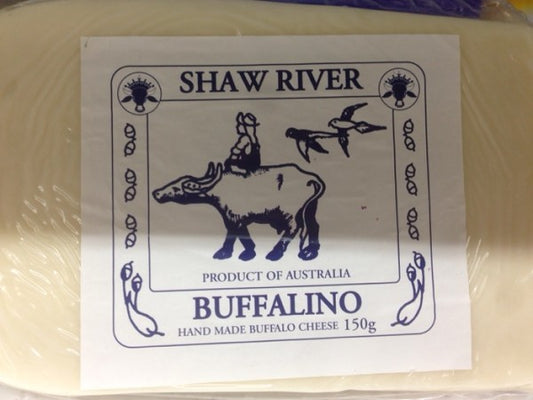 SHAW RIVER
PRODUCT OF AUSTRALIA
BUFFALINO
HAND MADE BUFFALO CHEESE 150g